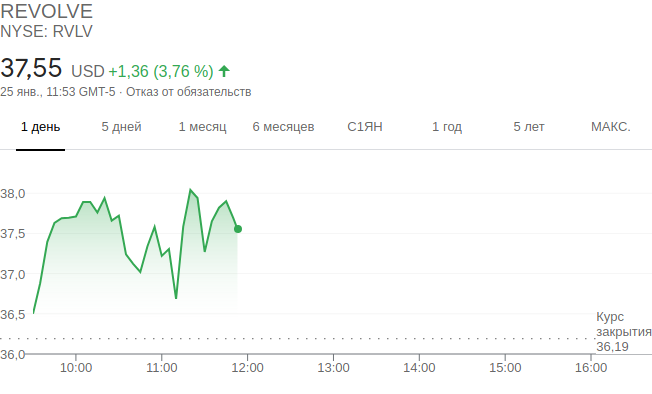 REVOLVE
NYSE: RVLV
37,55 USD +1,36 (3,76 %)
25 янв., 11:53 GMT-5 · Отказ от обязательств
1 день 5 дней 1 месяц 6 месяцев С1ЯН 1 год 5 лет МАКС.
38,0
37,5
37,0
36,5
Курс
закрытия
36,19
36,0
10:00 11:00 12:00 13:00 14:00 15:00 16:00